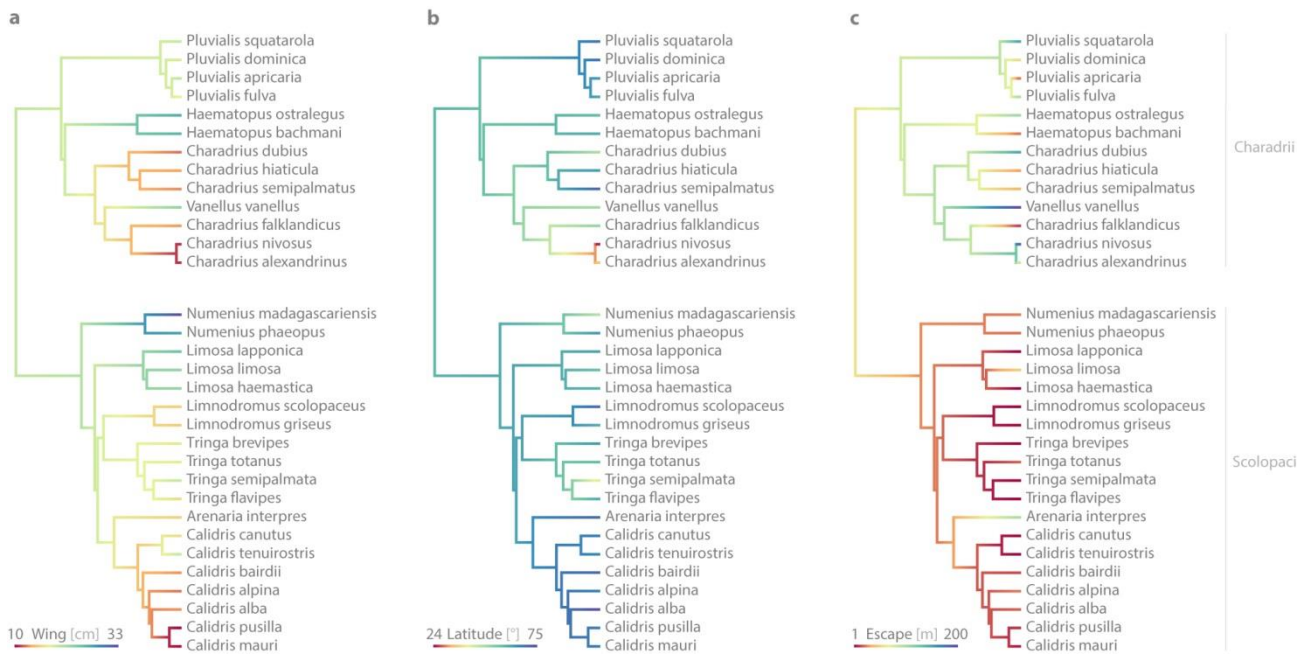 a
Pluvialis squatarola
Pluvialis dominica
Pluvialis apricaria
Pluvialis fulva
Haematopus ostralegus
Haematopus bachmani
Charadrius dubius
Charadrius hiaticula
Charadrius semipalmatus
Vanellus vanellus
Charadrius falklandicus
Charadrius nivosus
Charadrius alexandrinus
Numenius madagascariensis
Numenius phaeopus
Limosa lapponica
Limosa limosa
Limosa haemastica
Limnodromus scolopaceus
Limnodromus griseus
Tringa brevipes
Tringa totanus
Tringa semipalmata
Tringa flavipes
Arenaria interpres
Calidris canutus
Calidris tenuirostris
Calidris bairdii
Calidris alpina
Calidris alba
Calidris pusilla
Calidris mauri
10 Wing [cm] 33
b
Pluvialis squatarola
Pluvialis dominica
Pluvialis apricaria
Pluvialis fulva
Haematopus ostralegus
Haematopus bachmani
Charadrius dubius
Charadrius hiaticula
Charadrius semipalmatus
Vanellus vanellus
Charadrius falklandicus
Charadrius nivosus
Charadrius alexandrinus
Numenius madagascariensis
Numenius phaeopus
Limosa lapponica
Limosa limosa
Limosa haemastica
Limnodromus scolopaceus
Limnodromus griseus
Tringa brevipes
Tringa totanus
Tringa semipalmata
Tringa flavipes
Arenaria interpres
Calidris canutus
Calidris tenuirostris
Calidris bairdii
Calidris alpina
Calidris alba
Calidris pusilla
Calidris mauri
24 Latitude [°] 75
c
Pluvialis squatarola
Pluvialis dominica
Pluvialis apricaria
Pluvialis fulva
Haematopus ostralegus
Haematopus bachmani
Charadrius dubius
Charadrius hiaticula
Charadrius semipalmatus
Vanellus vanellus
Charadrius falklandicus
Charadrius nivosus
Charadrius alexandrinus
Numenius madagascariensis
Numenius phaeopus
Limosa lapponica
Limosa limosa
Limosa haemastica
Limnodromus scolopaceus
Limnodromus griseus
Tringa brevipes
Tringa totanus
Tringa semipalmata
Tringa flavipes
Arenaria interpres
Calidris canutus
Calidris tenuirostris
Calidris bairdii
Calidris alpina
Calidris alba
Calidris pusilla
Calidris mauri
1 Escape [m] 200
Charadrii
Scolopaci